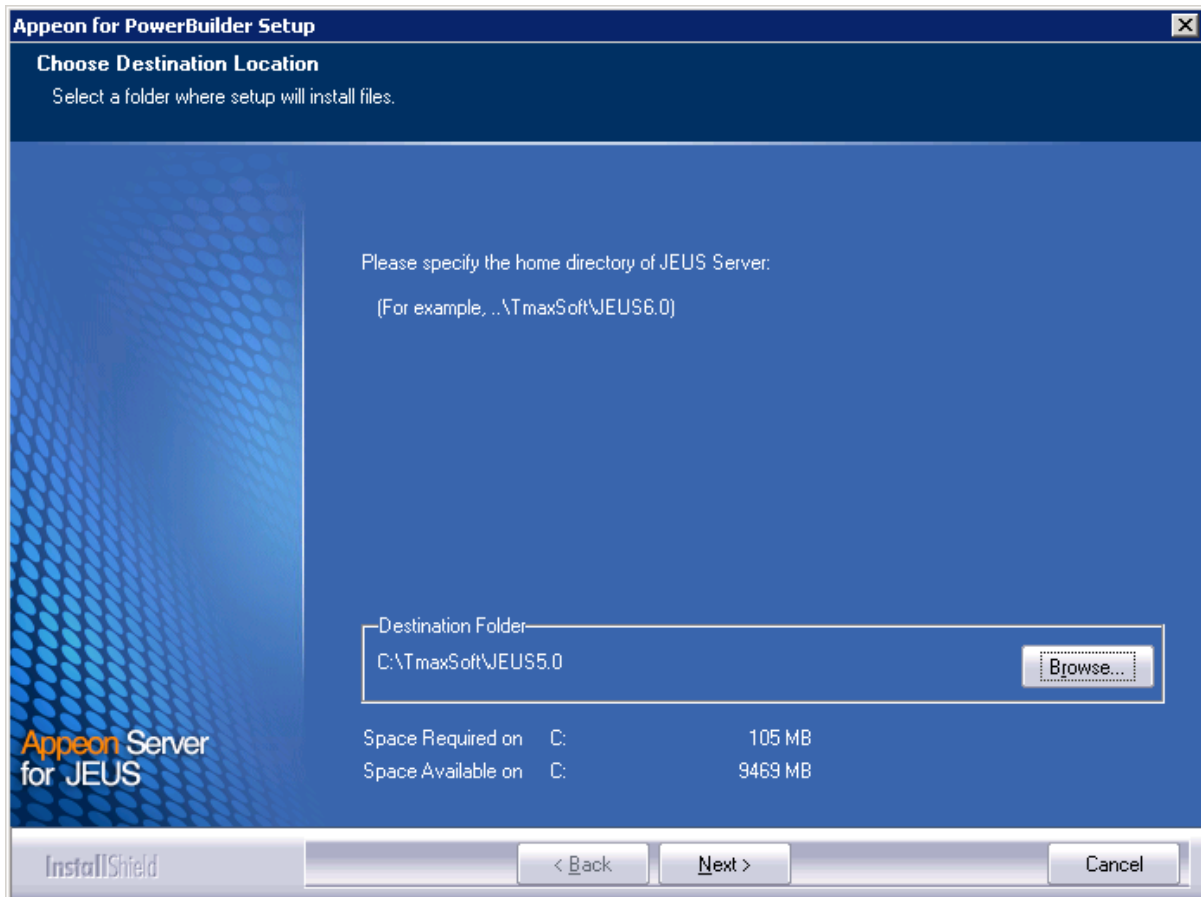 Appeon for PowerBuilder Setup
Choose Destination Location
Select a folder where setup will install files.
Please specify the home directory of JEUS Server:
(For example, ..\TmaxSoft\JEUS6.0)
Destination Folder
C:\TmaxSoft\JEUS5.0
Browse...
Space Required on C: 105 MB
Space Available on C: 9469 MB
Appeon Server
for JEUS
InstallShield
< Back
Next >
Cancel